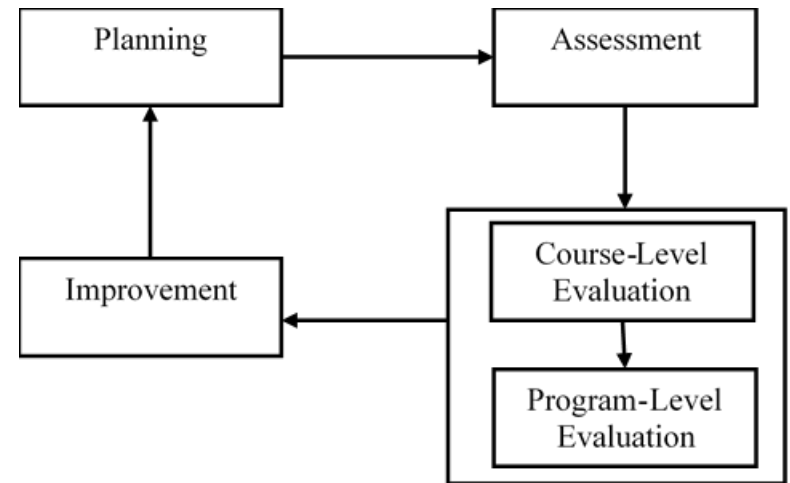 Planning
Assessment
Course-Level
Evaluation
Improvement
Program-Level
Evaluation